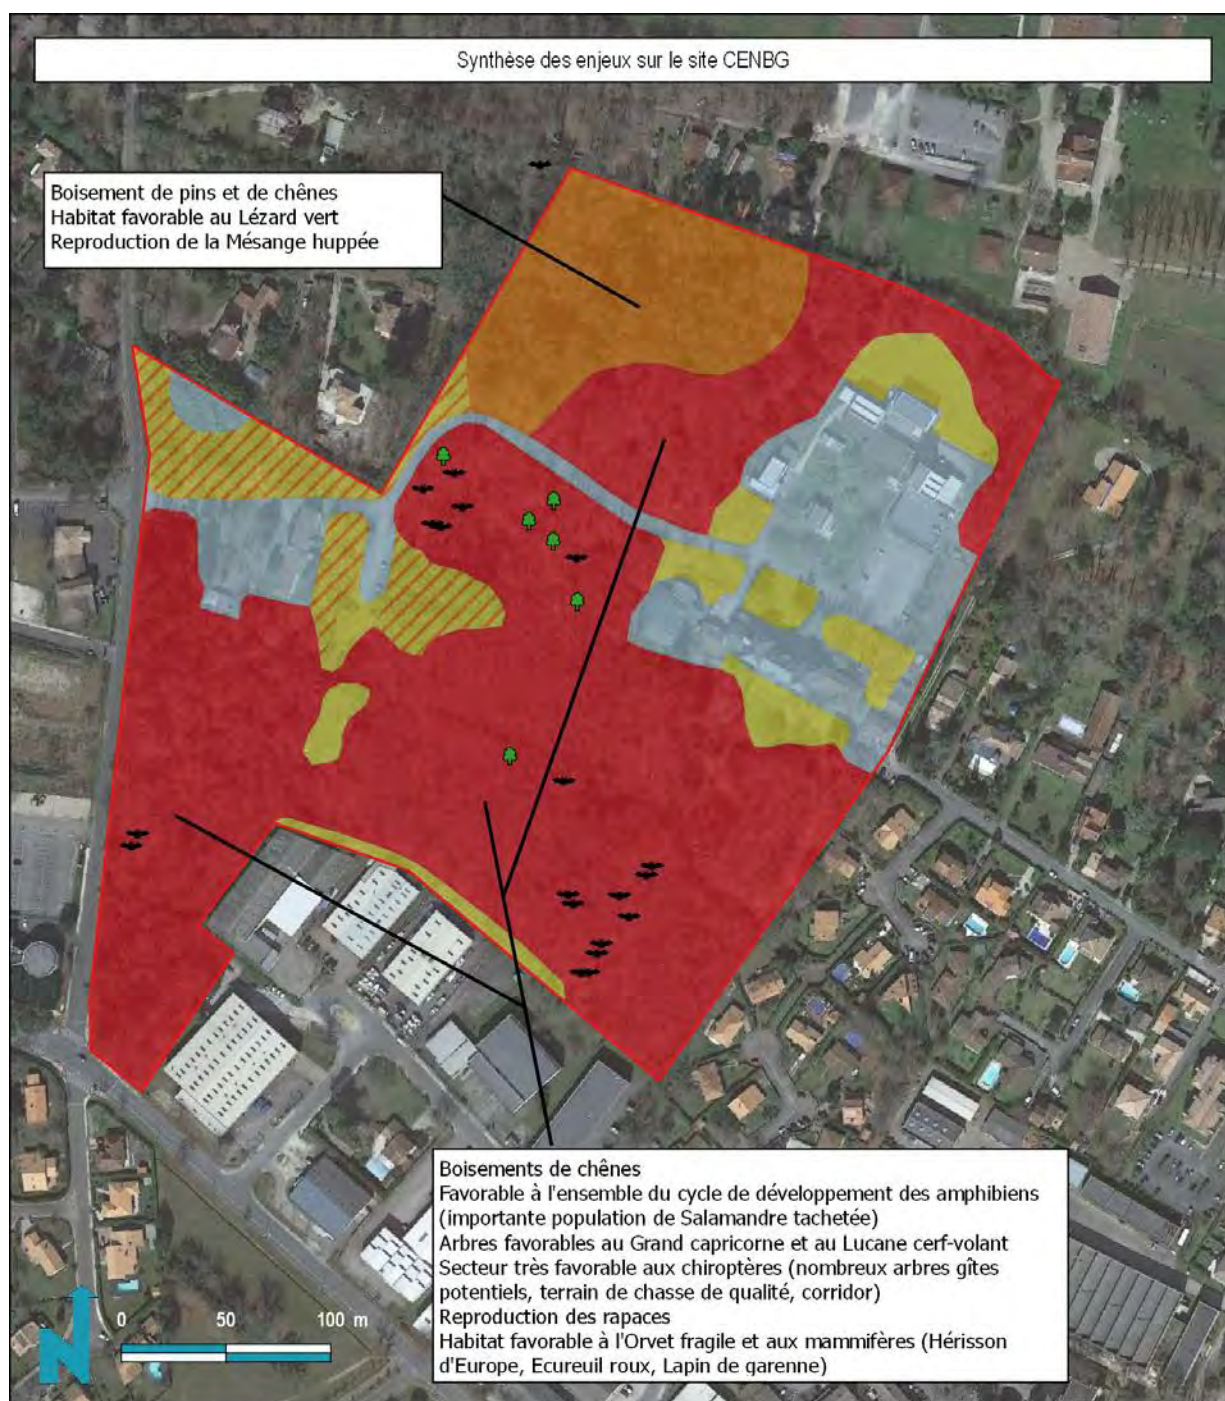 Synthèse des enjeux sur le site CENBG
Boisement de pins et de chênes
Habitat favorable au Lézard vert
Reproduction de la Mésange huppée
Boisements de chênes
Favorable à l'ensemble du cycle de développement des amphibiens
(importante population de Salamandre tachetée)
Arbres favorables au Grand capricorne et au Lucane cerf-volant
Secteur très favorable aux chiroptères (nombreux arbres gîtes
potentiels, terrain de chasse de qualité, corridor)
Reproduction des rapaces
Habitat favorable à l'Orvet fragile et aux mammifères (Hérisson
d'Europe, Ecureuil roux, Lapin de garenne)
0 50 100 m
N